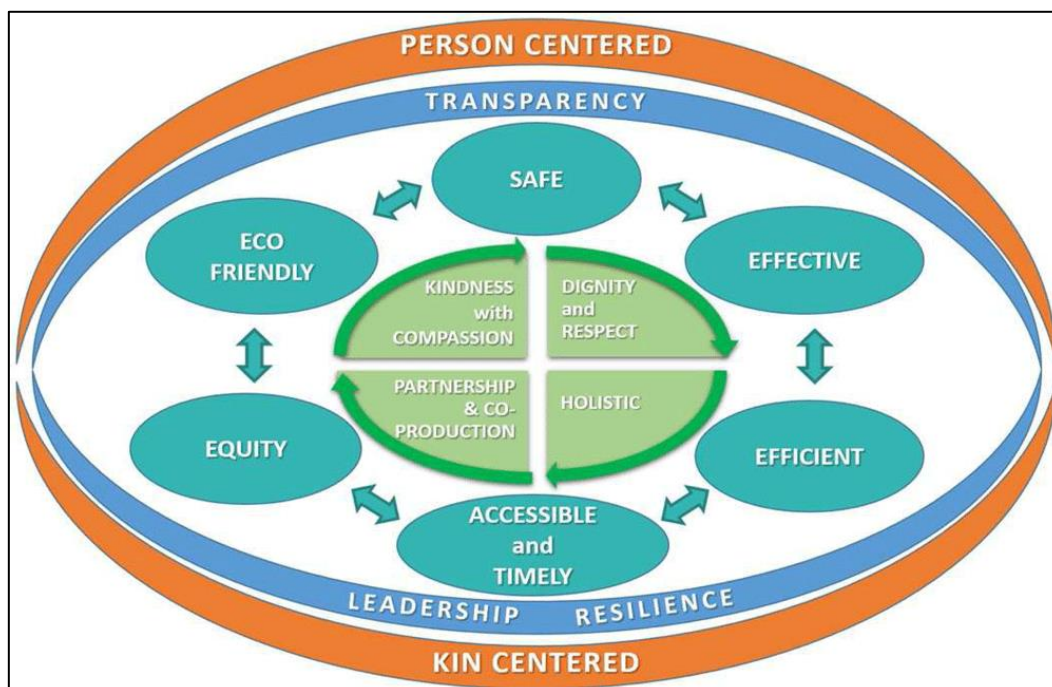 PERSON CENTERED
TRANSPARENCY
SAFE
ECO
FRIENDLY
EFFECTIVE
KINDNESS
with
COMPASSION
DIGNITY
and
RESPECT
PARTNERSHIP
& CO-
PRODUCTION
HOLISTIC
EQUITY
EFFICIENT
ACCESSIBLE
and
TIMELY
LEADERSHIP RESILIENCE
KIN CENTERED